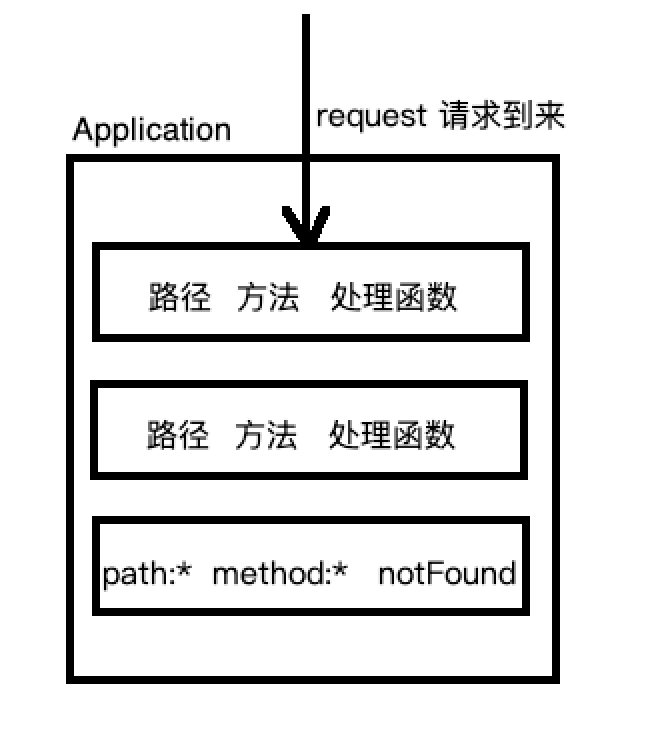 request 请求到来
Application
路径 方法 处理函数
路径 方法 处理函数
path:* method:* notFound